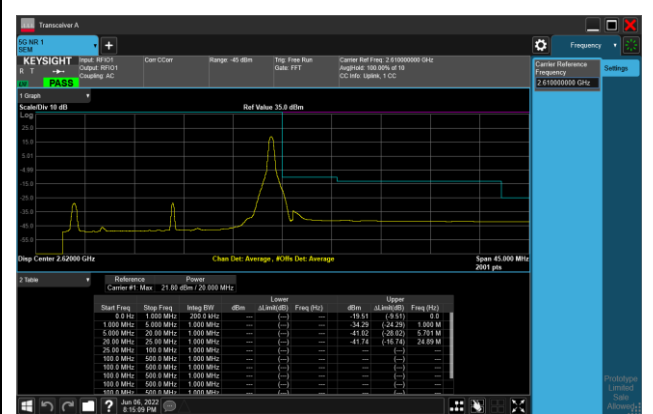 Transceiver A
5G NR 1
SEM
Frequency
KEYSIGHT
R T
PASS
Input: RFIO1
Output: RFIO1
Coupling: AC
Corr CCorr
Range: -45 dBm
Trig: Free Run
Gate: FFT
Carrier Ref Freq: 2.610000000 GHz
Avg|Hold: 100.00% of 10
CC Info: Uplink, 1 CC
Carrier Reference
Frequency
2.610000000 GHz
Settings
1 Graph
Scale/Div 10 dB
Ref Value 35.0 dBm
Log
25.0
15.0
5.01
-4.99
-15.0
-25.0
-35.0
-45.0
-55.0
Disp Center 2.62000 GHz
Chan Det: Average , #Offs Det: Average
Span 45.000 MHz
2001 pts
2 Table
Reference Power
Carrier #1 Max 21.80 dBm / 20.000 MHz
Lower Upper
Start Freq Stop Freq Integ BW dBm ΔLimit(dB) Freq (Hz) dBm ΔLimit(dB) Freq (Hz)
0.0 Hz 1.000 MHz 200.0 kHz --- (---) --- -19.51 (-9.51) 0.0
1.000 MHz 5.000 MHz 1.000 MHz --- (---) --- -34.29 (-24.29) 1.000 M
5.000 MHz 20.00 MHz 1.000 MHz --- (---) --- -41.02 (-28.02) 5.701 M
20.00 MHz 25.00 MHz 1.000 MHz --- (---) --- -41.74 (-16.74) 24.89 M
25.00 MHz 100.0 MHz 1.000 MHz --- (---) --- --- (---) ---
100.0 MHz 500.0 MHz 1.000 MHz --- (---) --- --- (---) ---
100.0 MHz 500.0 MHz 1.000 MHz --- (---) --- --- (---) ---
100.0 MHz 500.0 MHz 1.000 MHz --- (---) --- --- (---) ---
100.0 MHz 500.0 MHz 1.000 MHz --- (---) --- --- (---) ---
Prototype
Limited
Sale
Allowed
?
Jun 06, 2022
8:15:09 PM